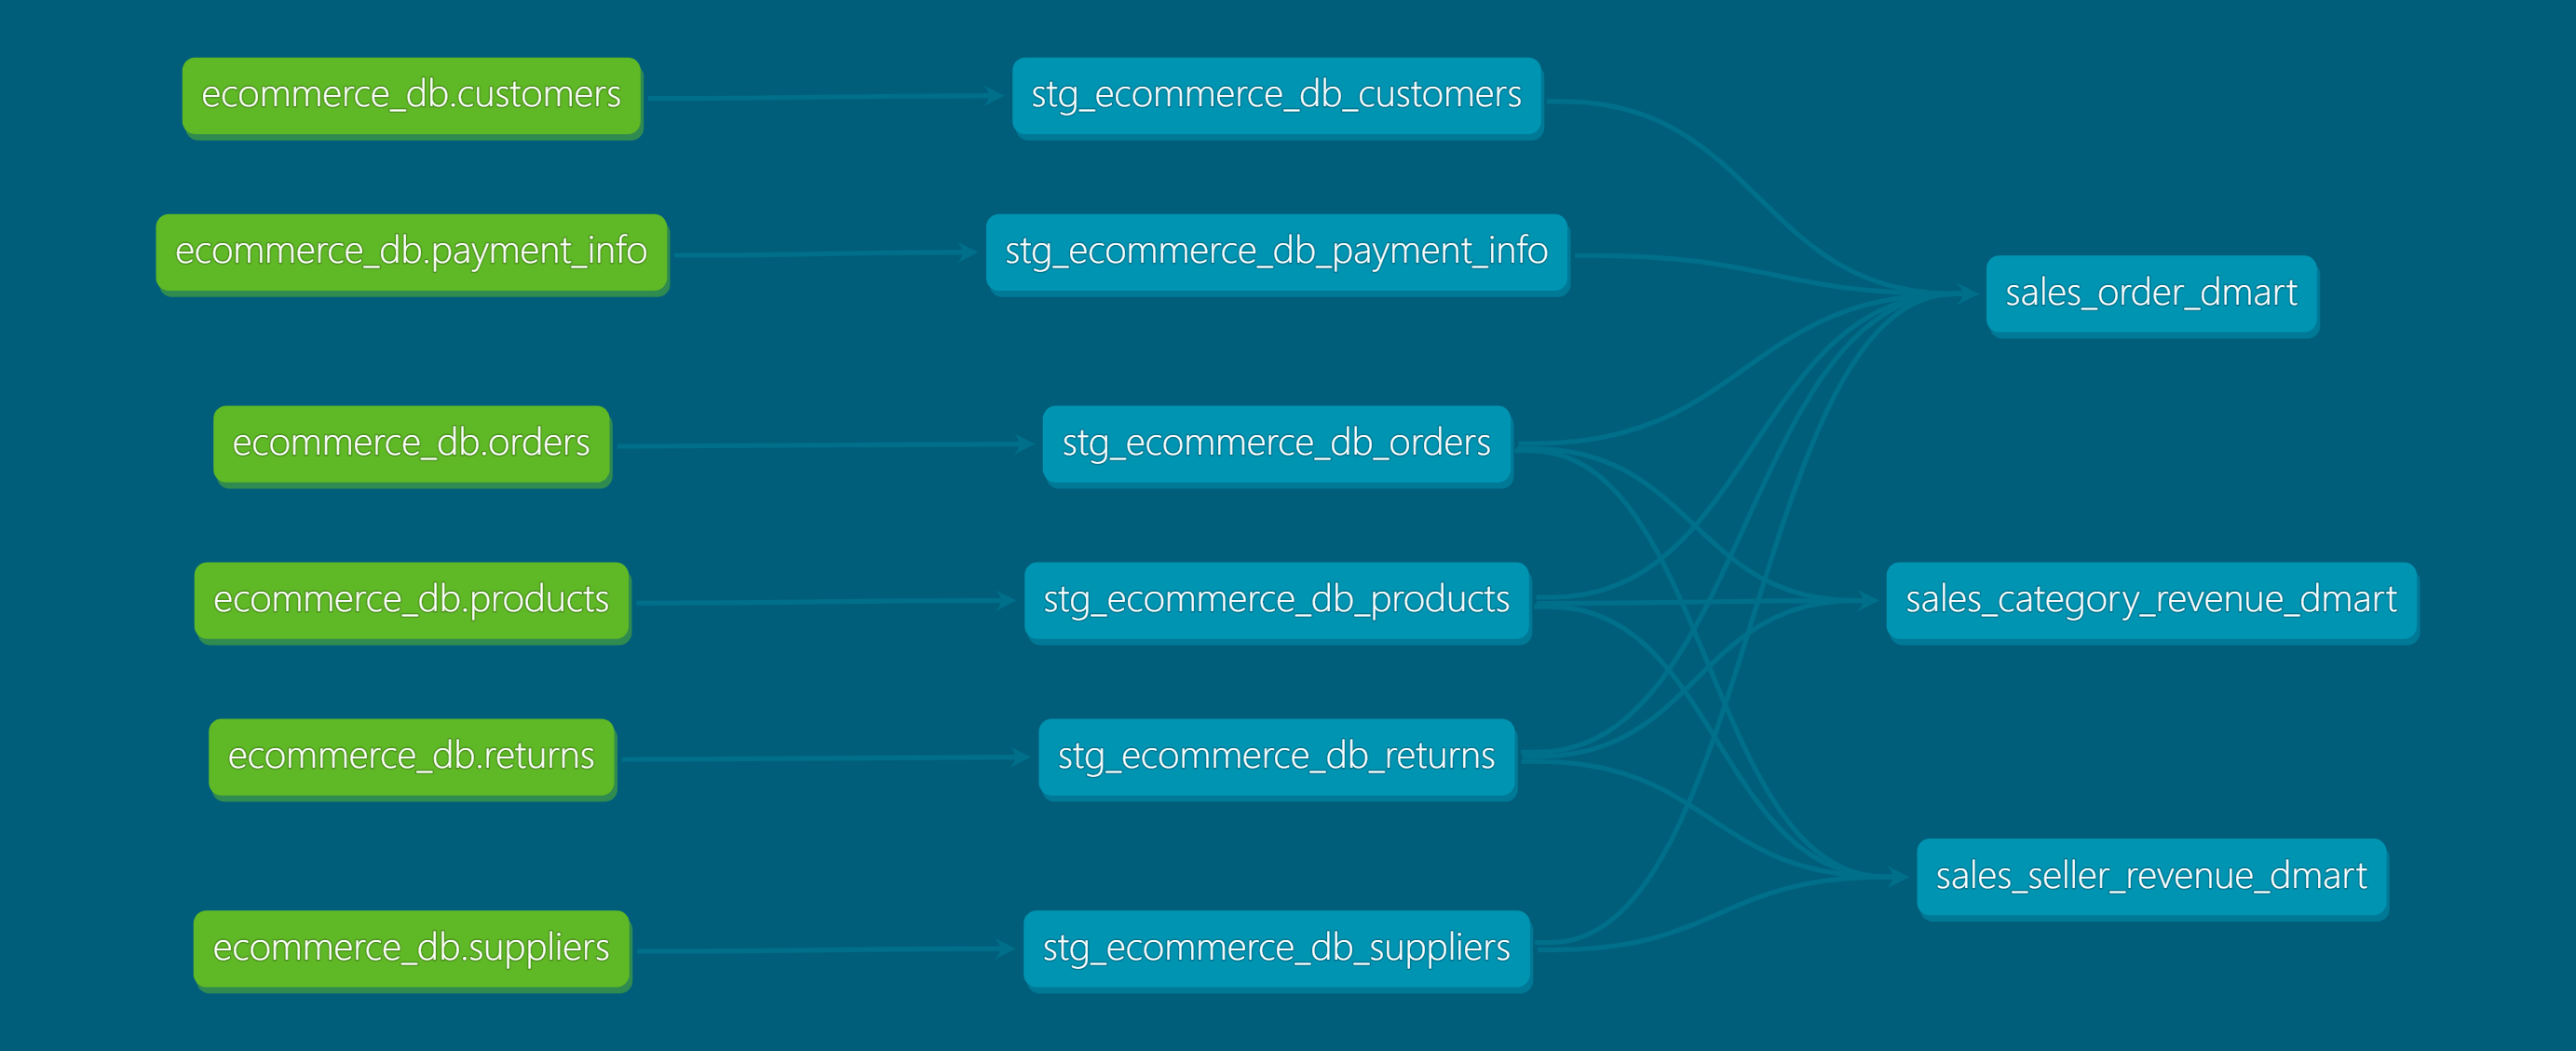 ecommerce_db.customers
stg_ecommerce_db_customers
ecommerce_db.payment_info
stg_ecommerce_db_payment_info
sales_order_dmart
ecommerce_db.orders
stg_ecommerce_db_orders
ecommerce_db.products
stg_ecommerce_db_products
sales_category_revenue_dmart
ecommerce_db.returns
stg_ecommerce_db_returns
sales_seller_revenue_dmart
ecommerce_db.suppliers
stg_ecommerce_db_suppliers